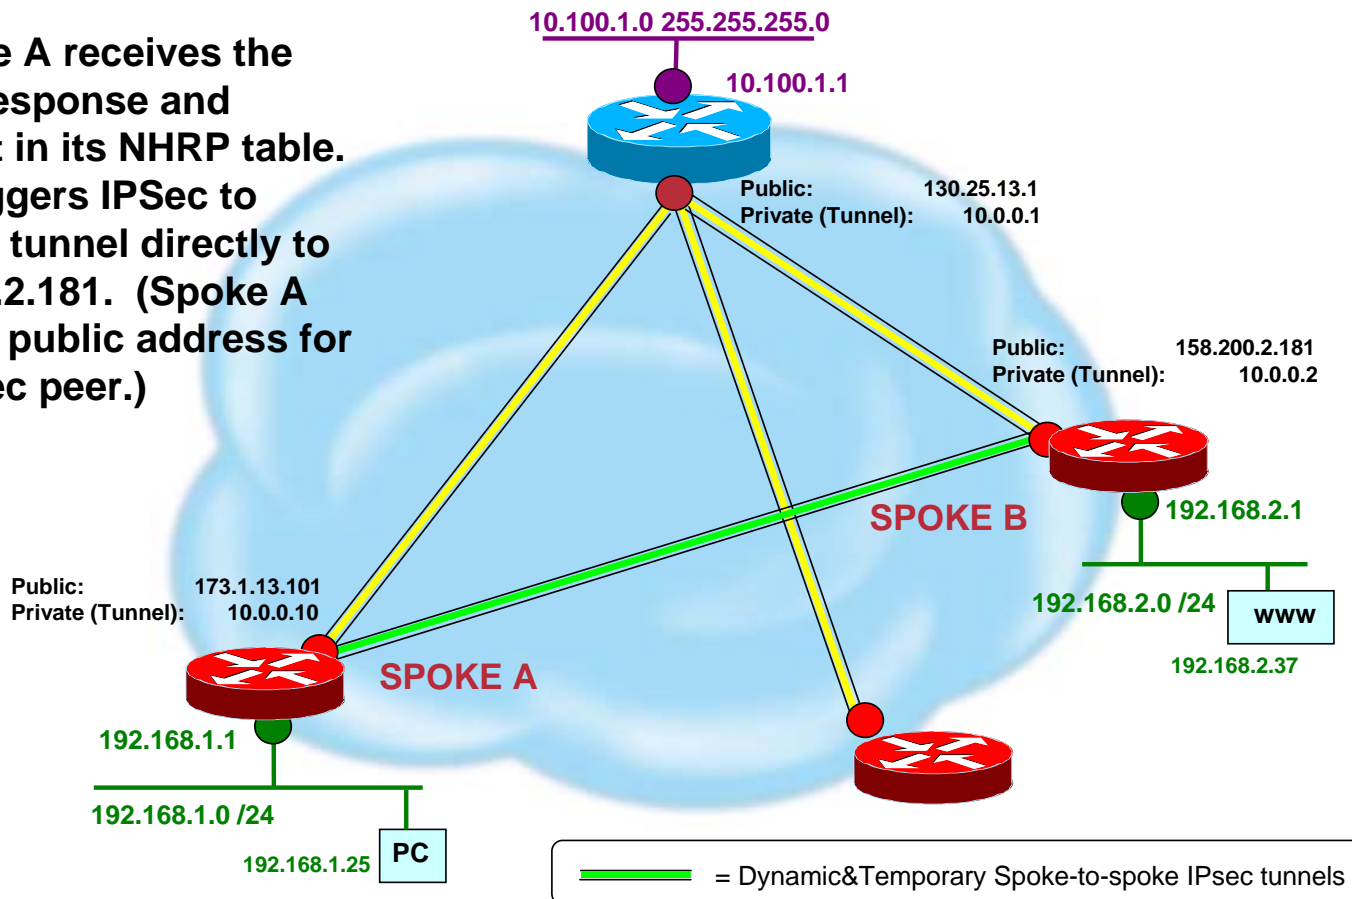 10.100.1.0 255.255.255.0
10.100.1.1
e A receives the
esponse and
t in its NHRP table.
ggers IPSec to
tunnel directly to
.2.181. (Spoke A
public address for
ec peer.)
Public: 130.25.13.1
Private (Tunnel): 10.0.0.1
Public: 158.200.2.181
Private (Tunnel): 10.0.0.2
SPOKE B
192.168.2.1
192.168.2.0 /24
www
192.168.2.37
Public: 173.1.13.101
Private (Tunnel): 10.0.0.10
SPOKE A
192.168.1.1
192.168.1.0 /24
192.168.1.25
PC
= Dynamic&Temporary Spoke-to-spoke IPsec tunnels